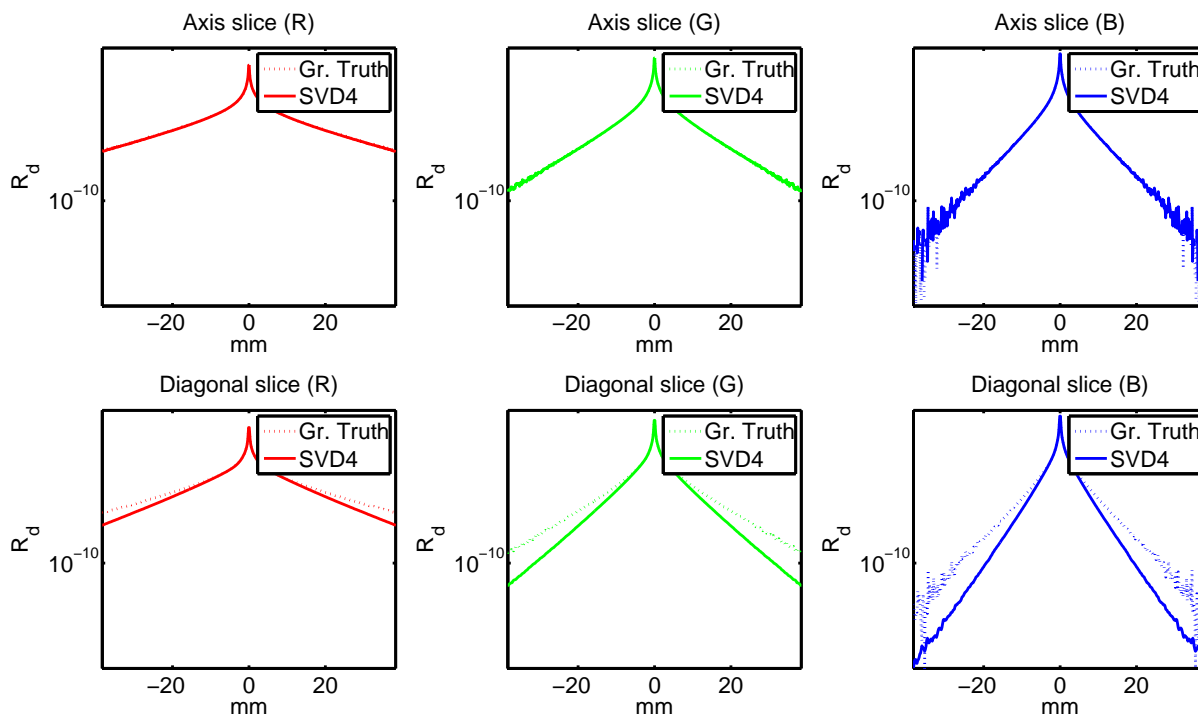 Axis slice (R)
Gr. Truth
SVD4
R_d
10^−10
−20 0 20
mm
Axis slice (G)
Gr. Truth
SVD4
R_d
10^−10
−20 0 20
mm
Axis slice (B)
Gr. Truth
SVD4
R_d
10^−10
−20 0 20
mm
Diagonal slice (R)
Gr. Truth
SVD4
R_d
10^−10
−20 0 20
mm
Diagonal slice (G)
Gr. Truth
SVD4
R_d
10^−10
−20 0 20
mm
Diagonal slice (B)
Gr. Truth
SVD4
R_d
10^−10
−20 0 20
mm